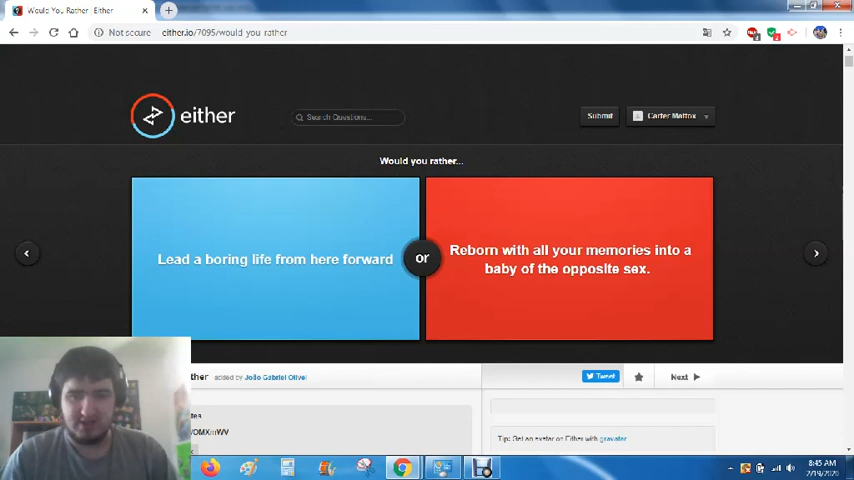 Would You Rather - Either
Not secure
either.io/7095/would you rather
either
Search Questions...
Submit
Carter Mattox
Would you rather...
Lead a boring life from here forward
or
Reborn with all your memories into a
baby of the opposite sex.
ther added by João Gabriel Olivei
Tweet
Next
Tip: Get an avatar on Either with gravatar
8:45 AM
2/19/2020